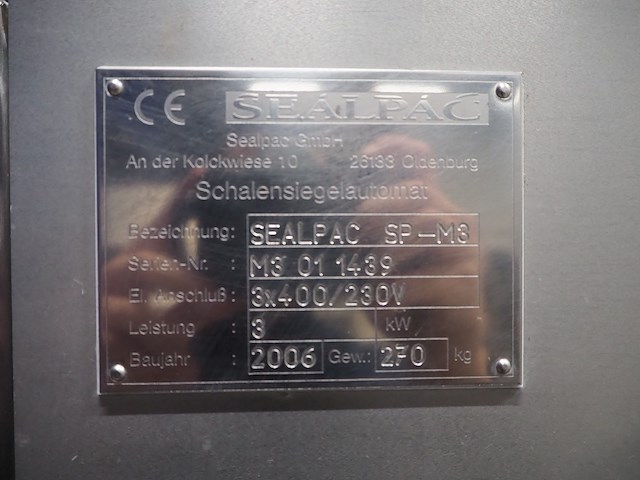 CE SEALPAC
Sealpac GmbH
An der Kolckwiese 10 26133 Oldenburg
Schalensiegelautomat
Bezeichnung: SEALPAC SP-M3
Serien-Nr. : M3 01 1439
El. Anschluß: 3x400/230V
Leistung : 3 kW
Baujahr : 2006 Gew.: 270 kg